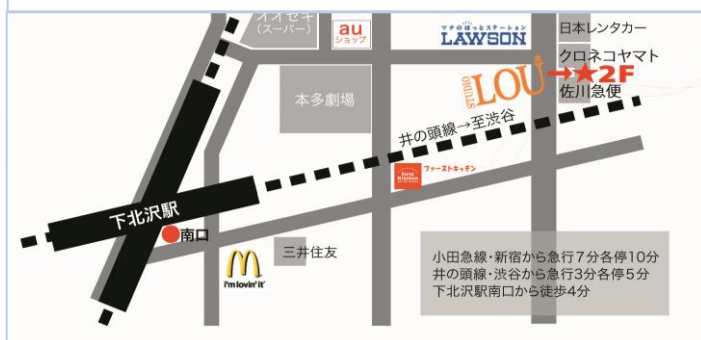 オオゼキ
(スーパー)
au
ショップ
マチのほっとステーション
LAWSON
日本レンタカー
クロネコヤマト
STUDIO
LOU
→★2F
佐川急便
本多劇場
井の頭線→至渋谷
First
Kitchen
ファーストキッチン
下北沢駅
南口
三井住友
i'm lovin' it
小田急線・新宿から急行7分各停10分
井の頭線・渋谷から急行3分各停5分
下北沢駅南口から徒歩4分